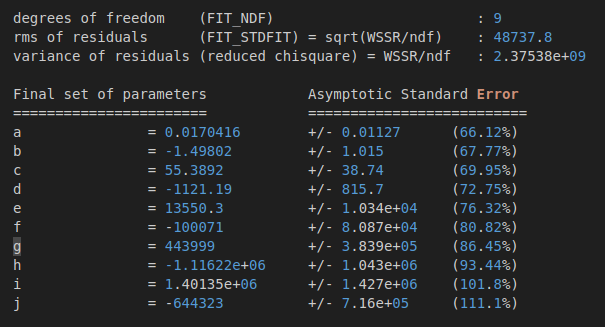 degrees of freedom    (FIT_NDF)                        : 9
rms of residuals      (FIT_STDFIT) = sqrt(WSSR/ndf)    : 48737.8
variance of residuals (reduced chisquare) = WSSR/ndf   : 2.37538e+09
Final set of parameters            Asymptotic Standard Error
=======================            ==========================
a               = 0.0170416        +/- 0.01127      (66.12%)
b               = -1.49802         +/- 1.015        (67.77%)
c               = 55.3892          +/- 38.74        (69.95%)
d               = -1121.19         +/- 815.7        (72.75%)
e               = 13550.3          +/- 1.034e+04    (76.32%)
f               = -100071          +/- 8.087e+04    (80.82%)
g               = 443999           +/- 3.839e+05    (86.45%)
h               = -1.11622e+06     +/- 1.043e+06    (93.44%)
i               = 1.40135e+06      +/- 1.427e+06    (101.8%)
j               = -644323          +/- 7.16e+05     (111.1%)